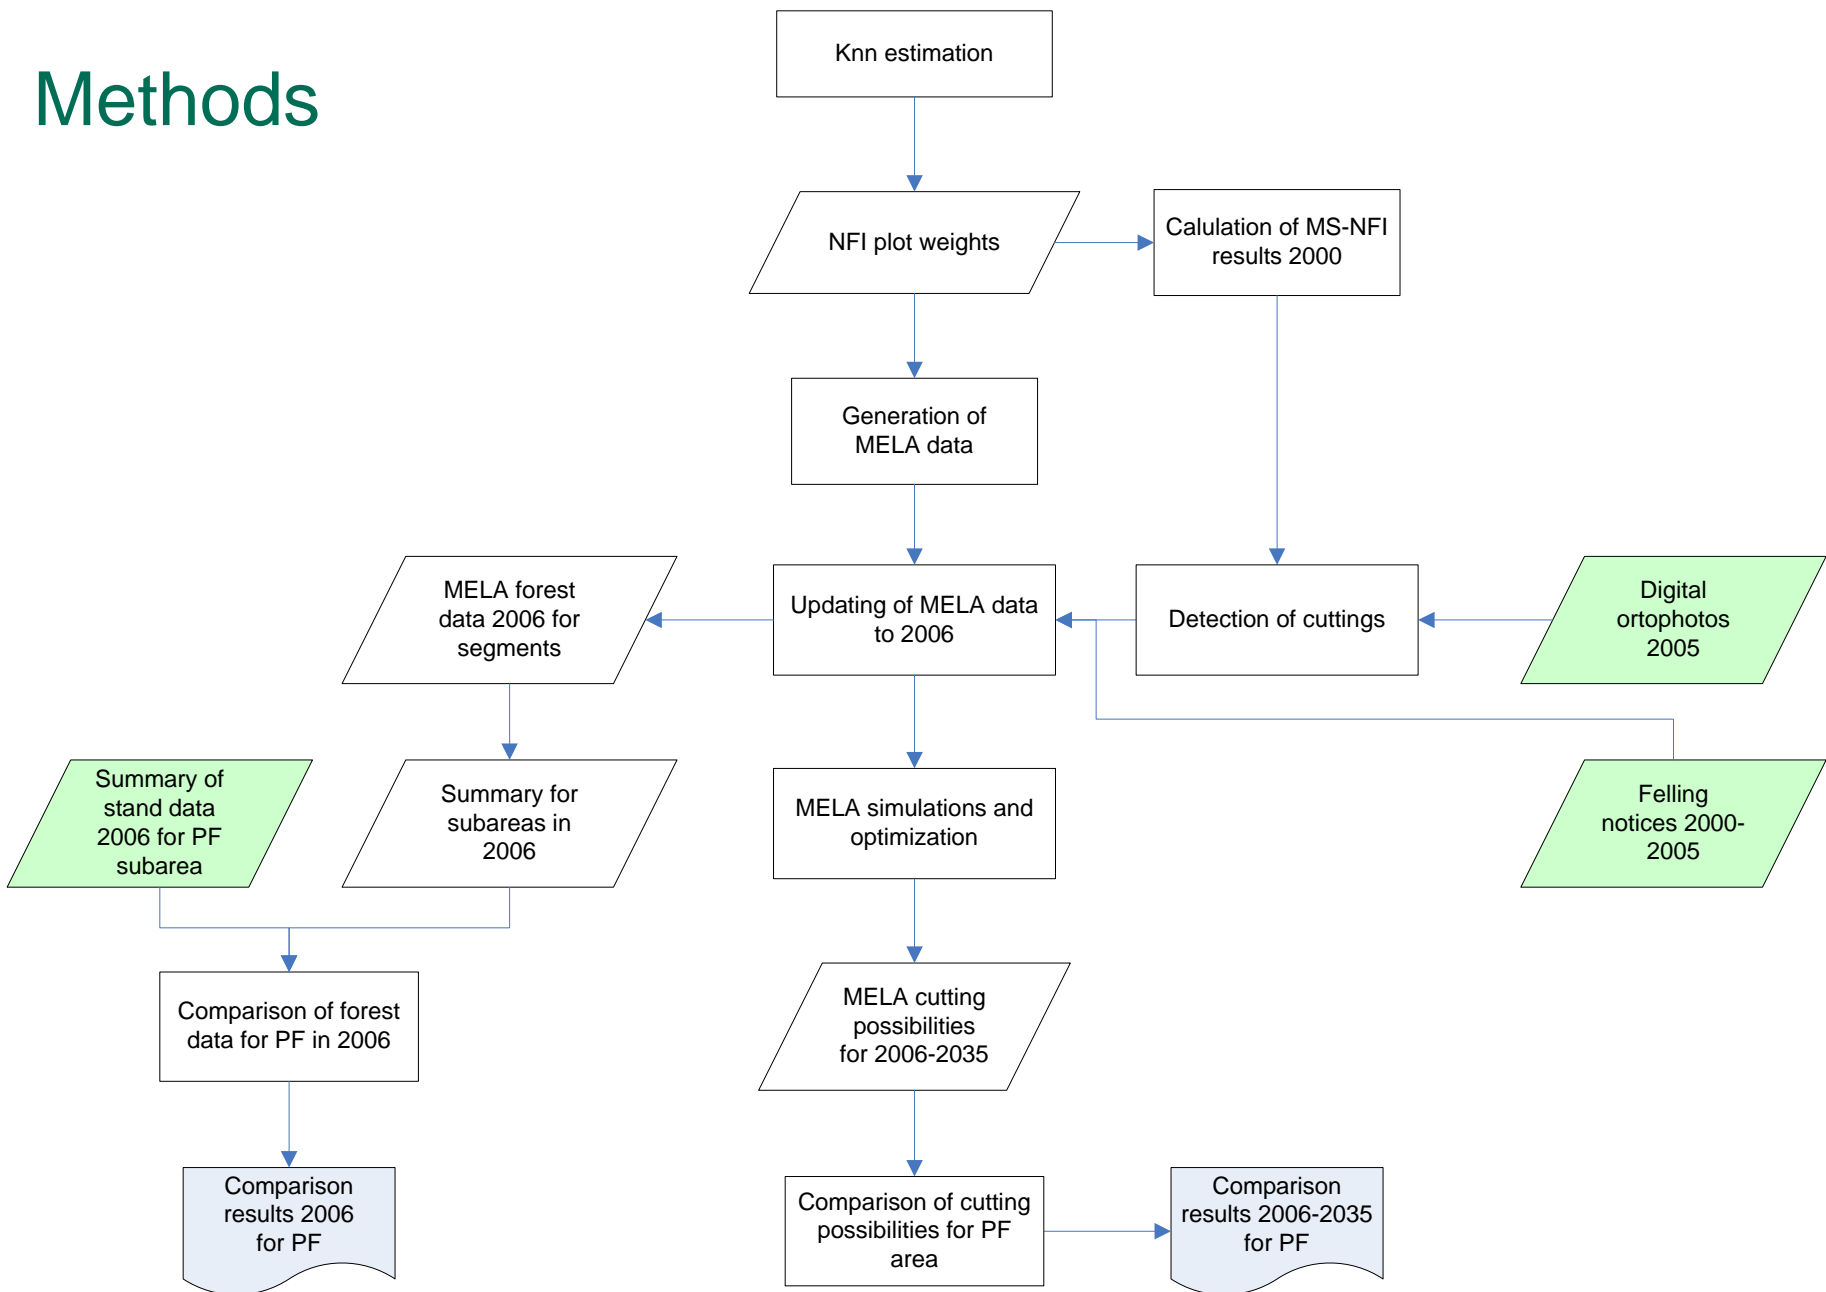 Methods
Knn estimation
NFI plot weights
Calulation of MS-NFI
results 2000
Generation of
MELA data
MELA forest
data 2006 for
segments
Updating of MELA data
to 2006
Detection of cuttings
Digital
ortophotos
2005
Summary of
stand data
2006 for PF
subarea
Summary for
subareas in
2006
MELA simulations and
optimization
Felling
notices 2000-
2005
Comparison of forest
data for PF in 2006
MELA cutting
possibilities
for 2006-2035
Comparison
results 2006
for PF
Comparison of cutting
possibilities for PF
area
Comparison
results 2006-2035
for PF